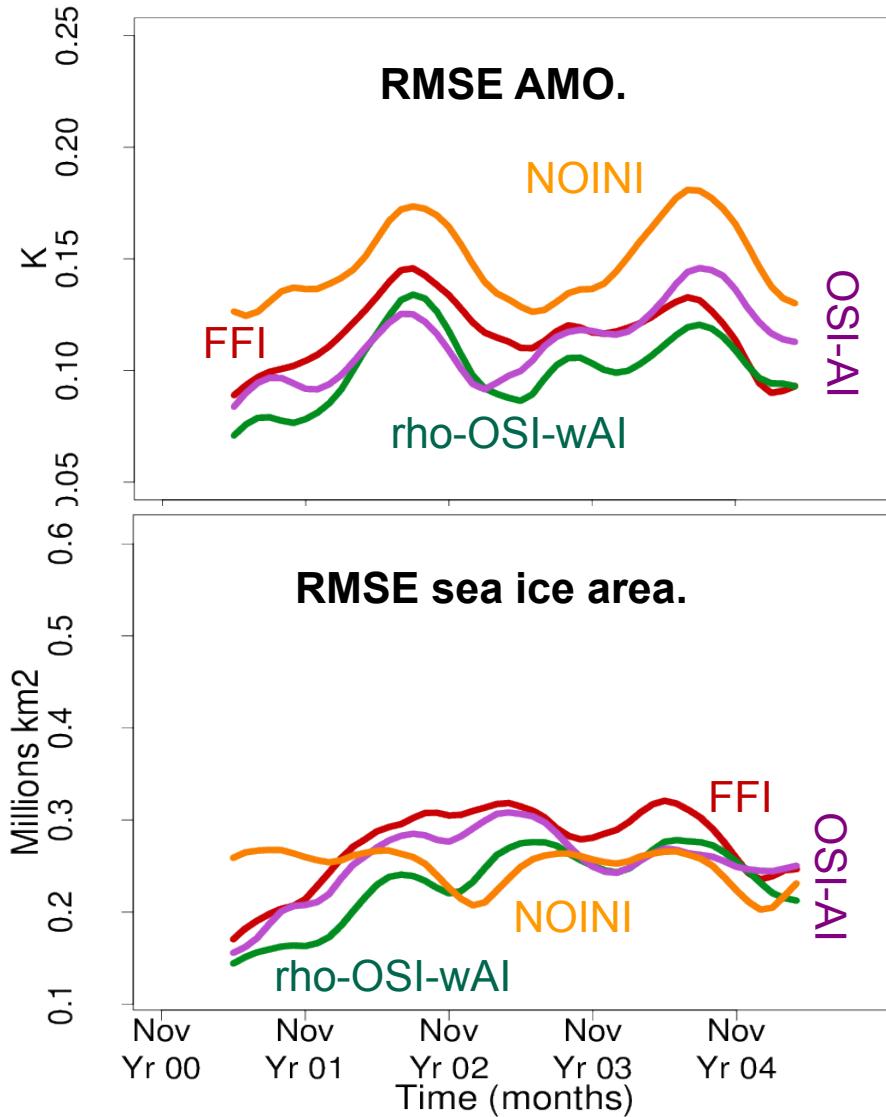 0.25
0.20
0.15
0.10
0.05
K
RMSE AMO.
NOINI
FFI
OSI-AI
rho-OSI-wAI
0.6
0.5
0.4
0.3
0.2
0.1
Millions km2
RMSE sea ice area.
FFI
OSI-AI
NOINI
rho-OSI-wAI
Nov Nov Nov Nov Nov
Yr 00 Yr 01 Yr 02 Yr 03 Yr 04
Time (months)